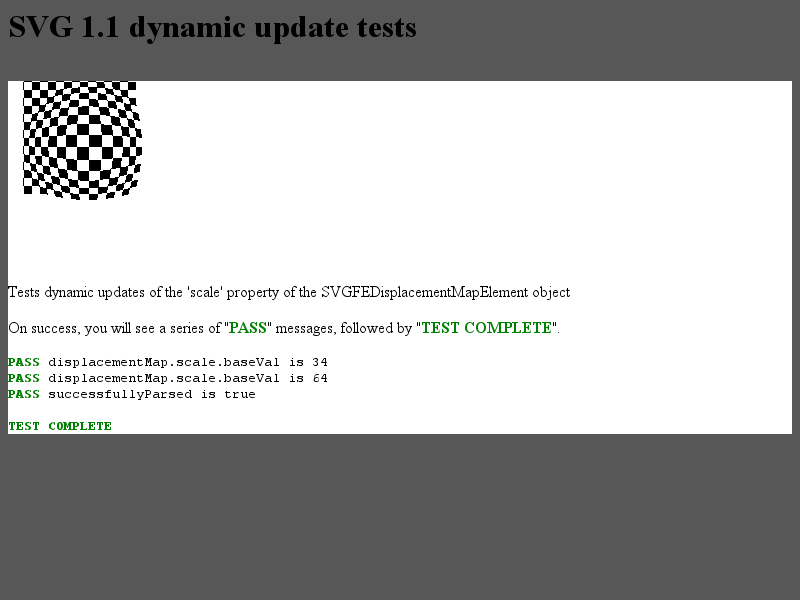 SVG 1.1 dynamic update tests
Tests dynamic updates of the 'scale' property of the SVGFEDisplacementMapElement object
On success, you will see a series of "PASS" messages, followed by "TEST COMPLETE".
PASS displacementMap.scale.baseVal is 34
PASS displacementMap.scale.baseVal is 64
PASS successfullyParsed is true
TEST COMPLETE